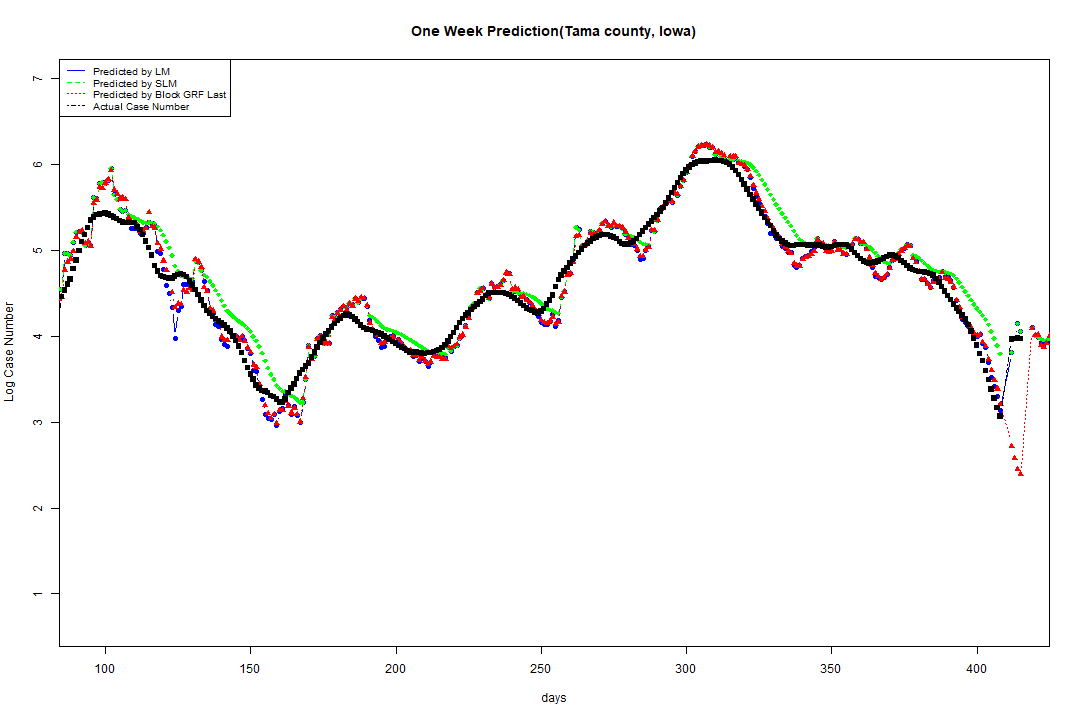 One Week Prediction(Tama county, Iowa)
Predicted by LM
Predicted by SLM
Predicted by Block GRF Last
Actual Case Number
7
6
5
4
3
2
1
Log Case Number
100 150 200 250 300 350 400
days